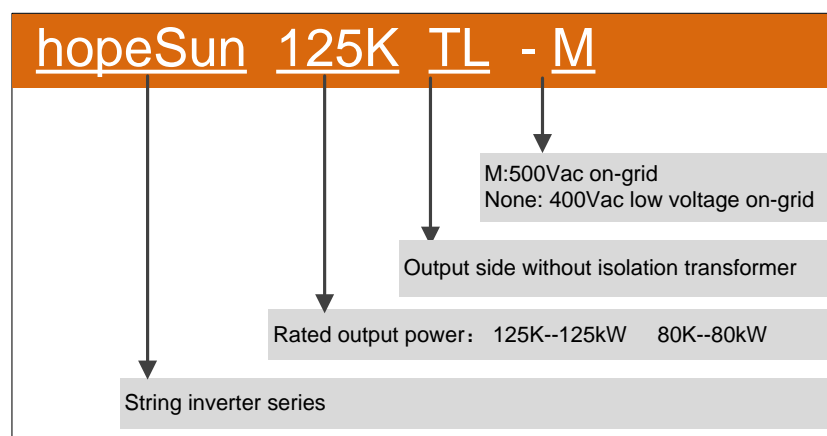 hopeSun 125K TL - M
M:500Vac on-grid
None: 400Vac low voltage on-grid
Output side without isolation transformer
Rated output power： 125K--125kW 80K--80kW
String inverter series